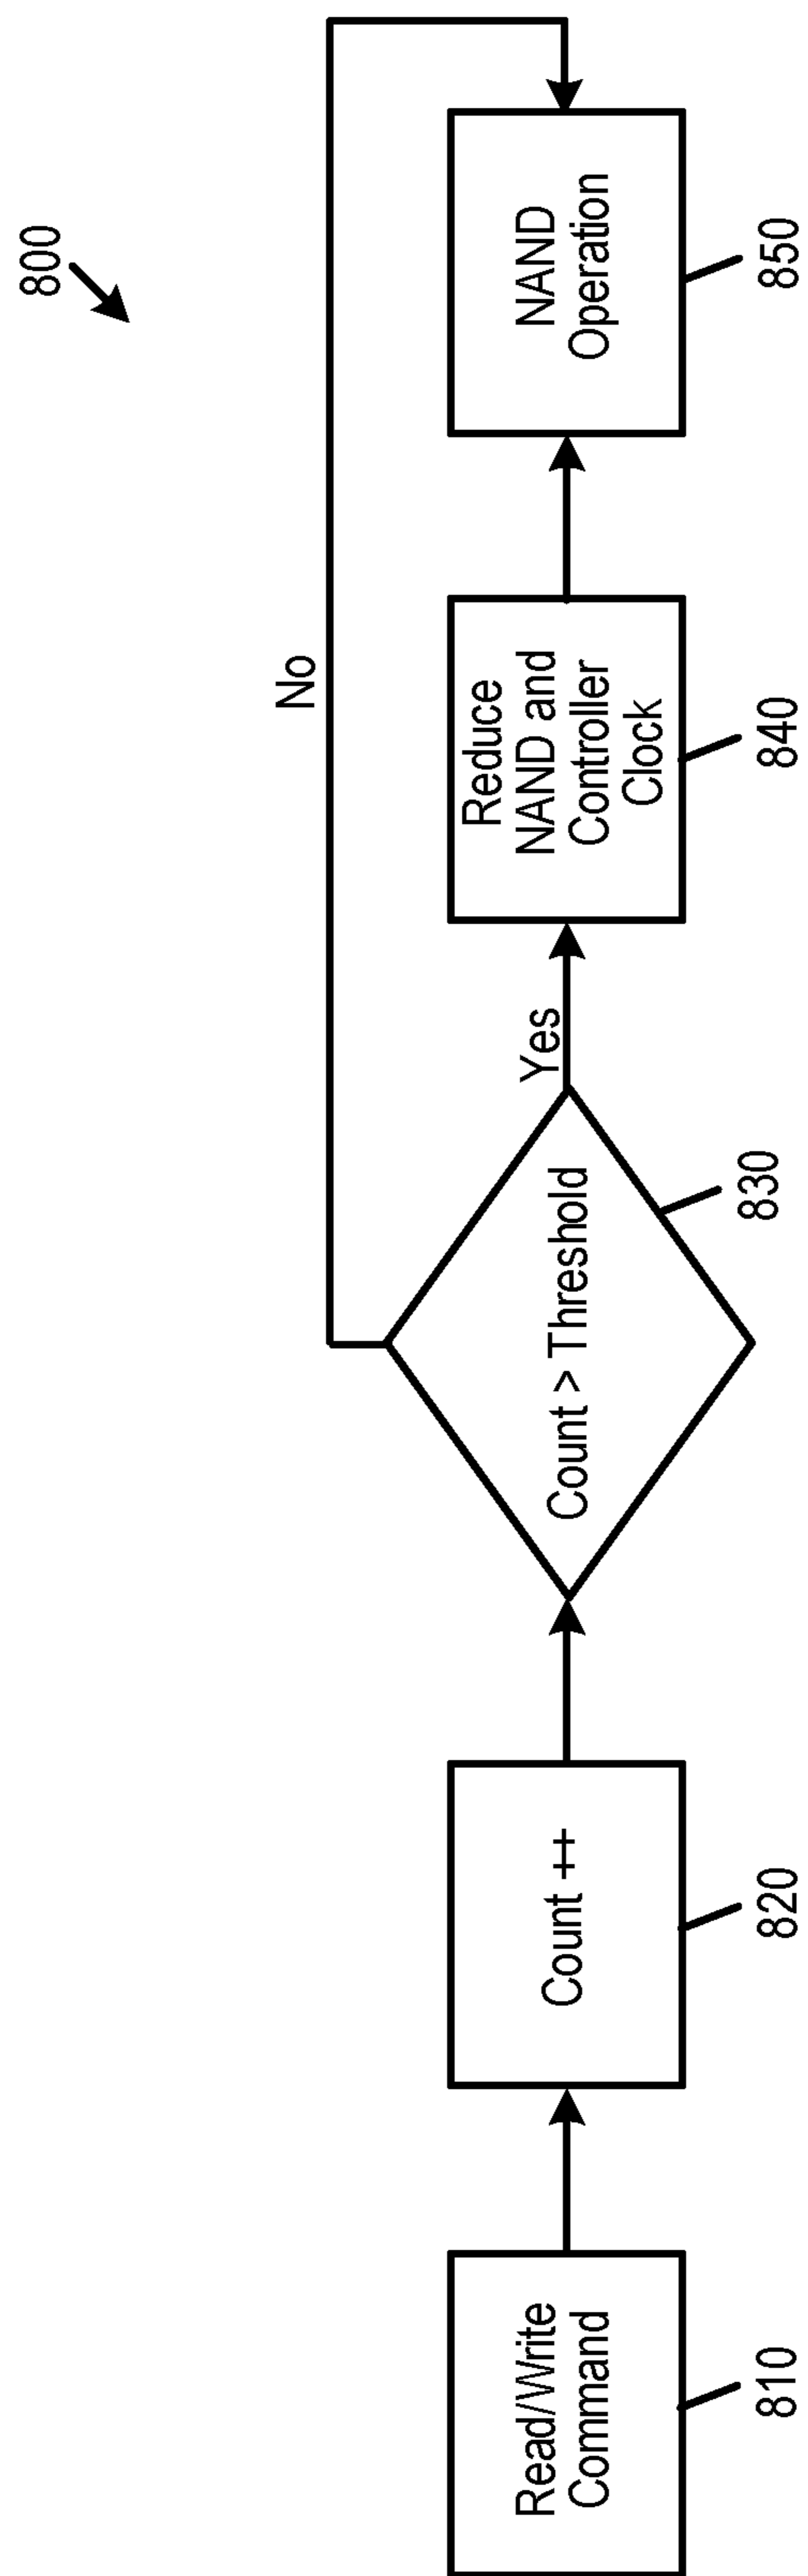 800
Read/Write
Command
810
Count ++
820
Count > Threshold
830
Yes
No
Reduce
NAND and
Controller
Clock
840
NAND
Operation
850